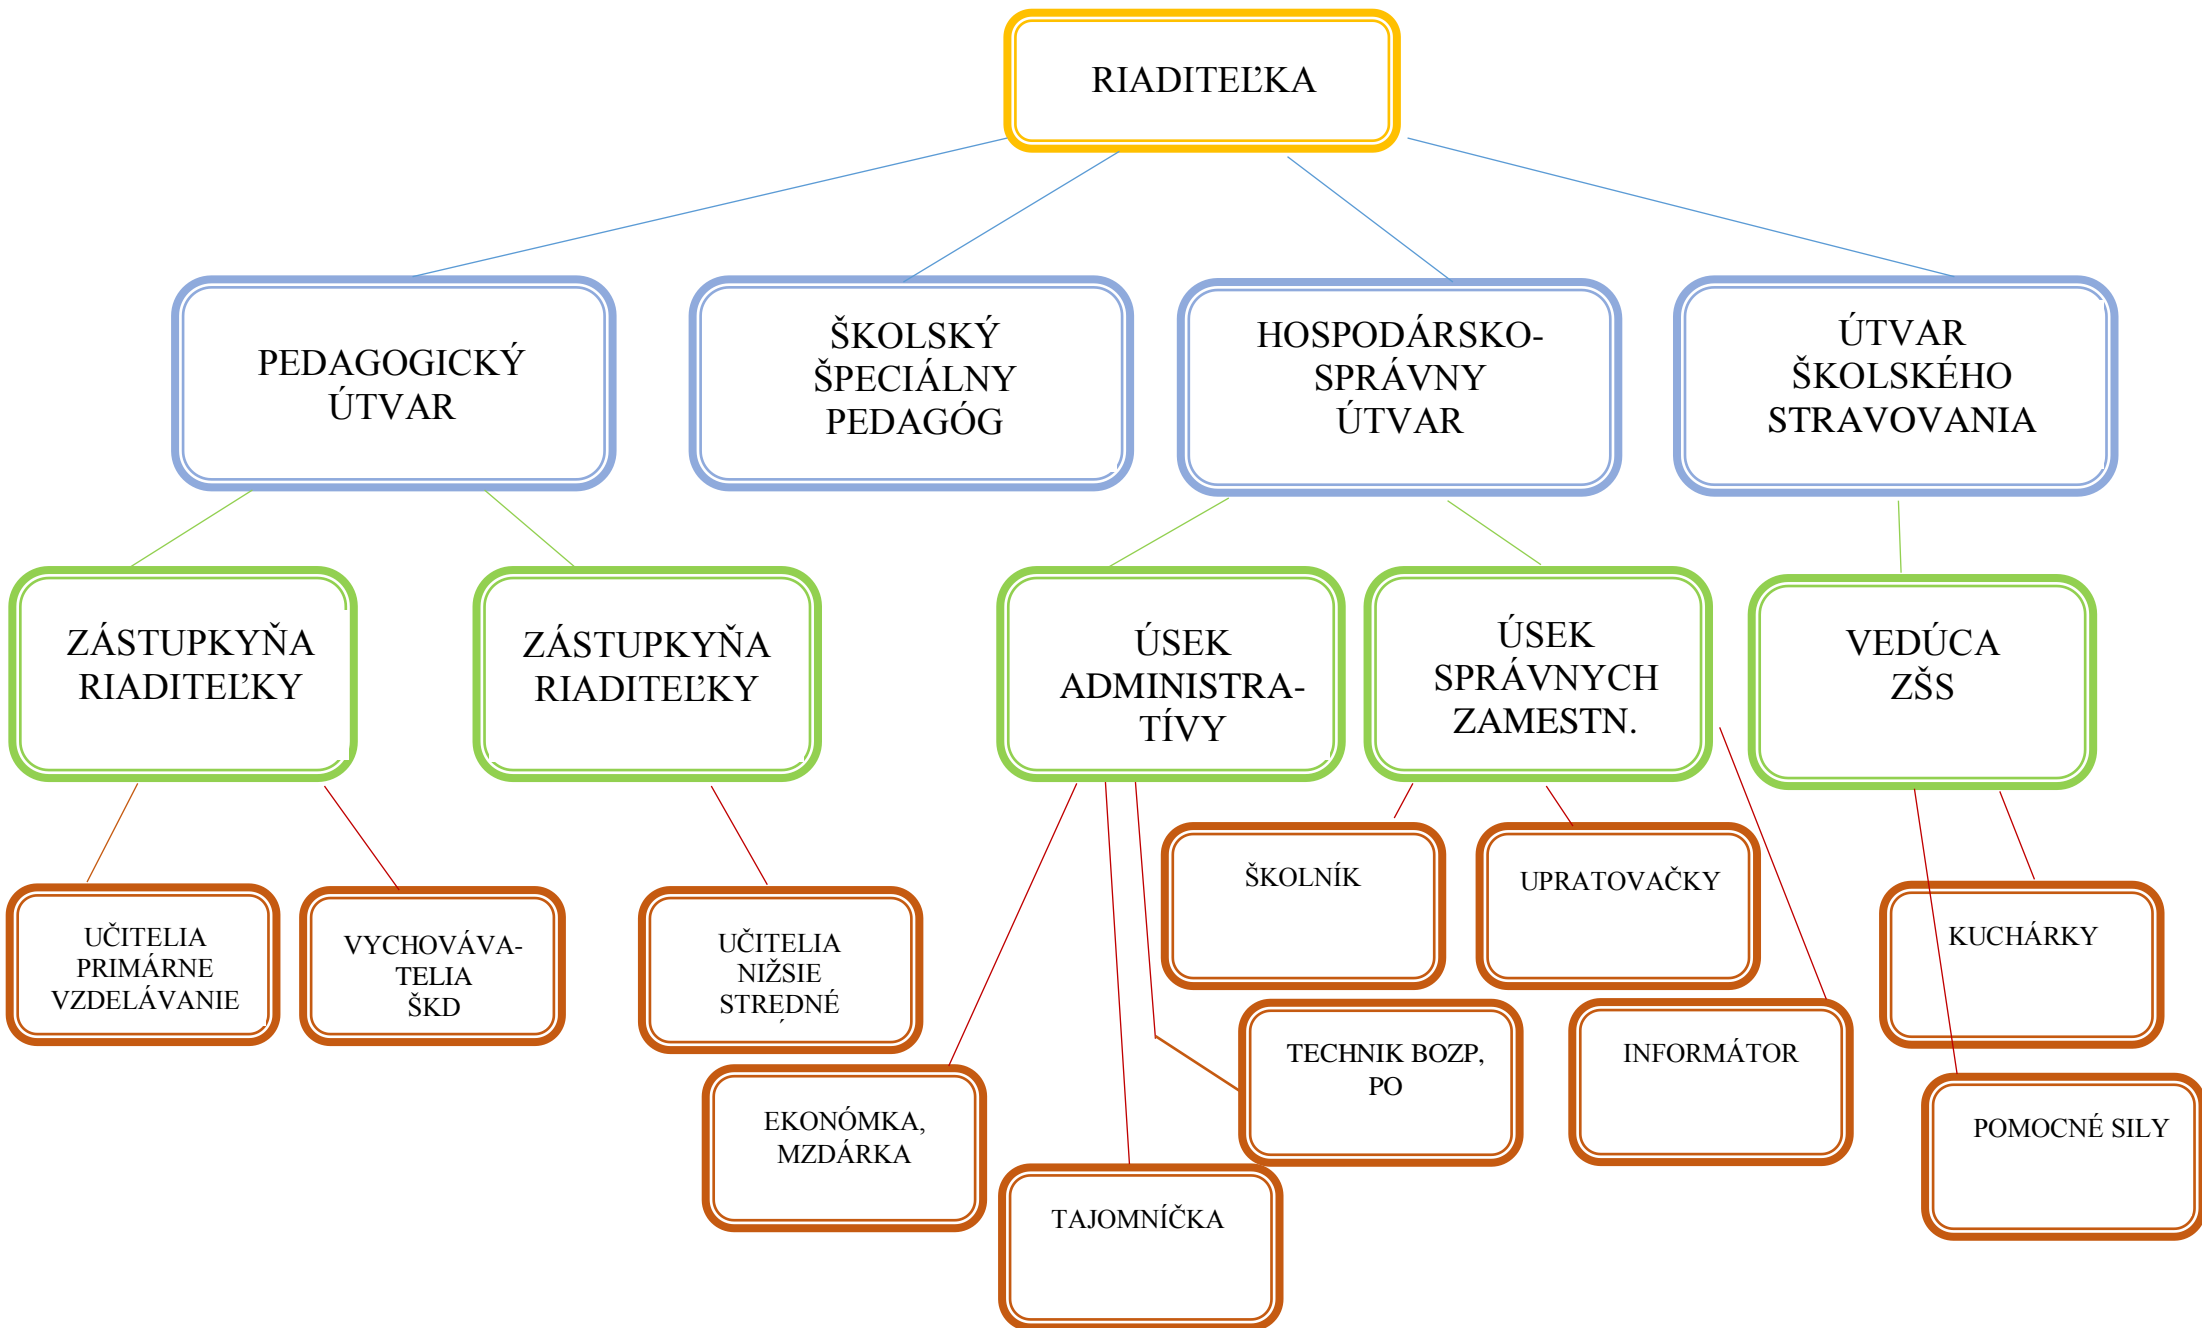 RIADITEĽKA
PEDAGOGICKÝ
ÚTVAR
ŠKOLSKÝ
ŠPECIÁLNY
PEDAGÓG
HOSPODÁRSKO-
SPRÁVNY
ÚTVAR
ÚTVAR
ŠKOLSKÉHO
STRAVOVANIA
ZÁSTUPKYŇA
RIADITEĽKY
ZÁSTUPKYŇA
RIADITEĽKY
ÚSEK
ADMINISTRA-
TÍVY
ÚSEK
SPRÁVNYCH
ZAMESTN.
VEDÚCA
ZŠS
UČITELIA
PRIMÁRNE
VZDELÁVANIE
VYCHOVÁVA-
TELIA
ŠKD
UČITELIA
NIŽSIE
STREDNÉ
ŠKOLNÍK
UPRATOVAČKY
KUCHÁRKY
EKONÓMKA,
MZDÁRKA
TAJOMNÍČKA
TECHNIK BOZP,
PO
INFORMÁTOR
POMOCNÉ SILY